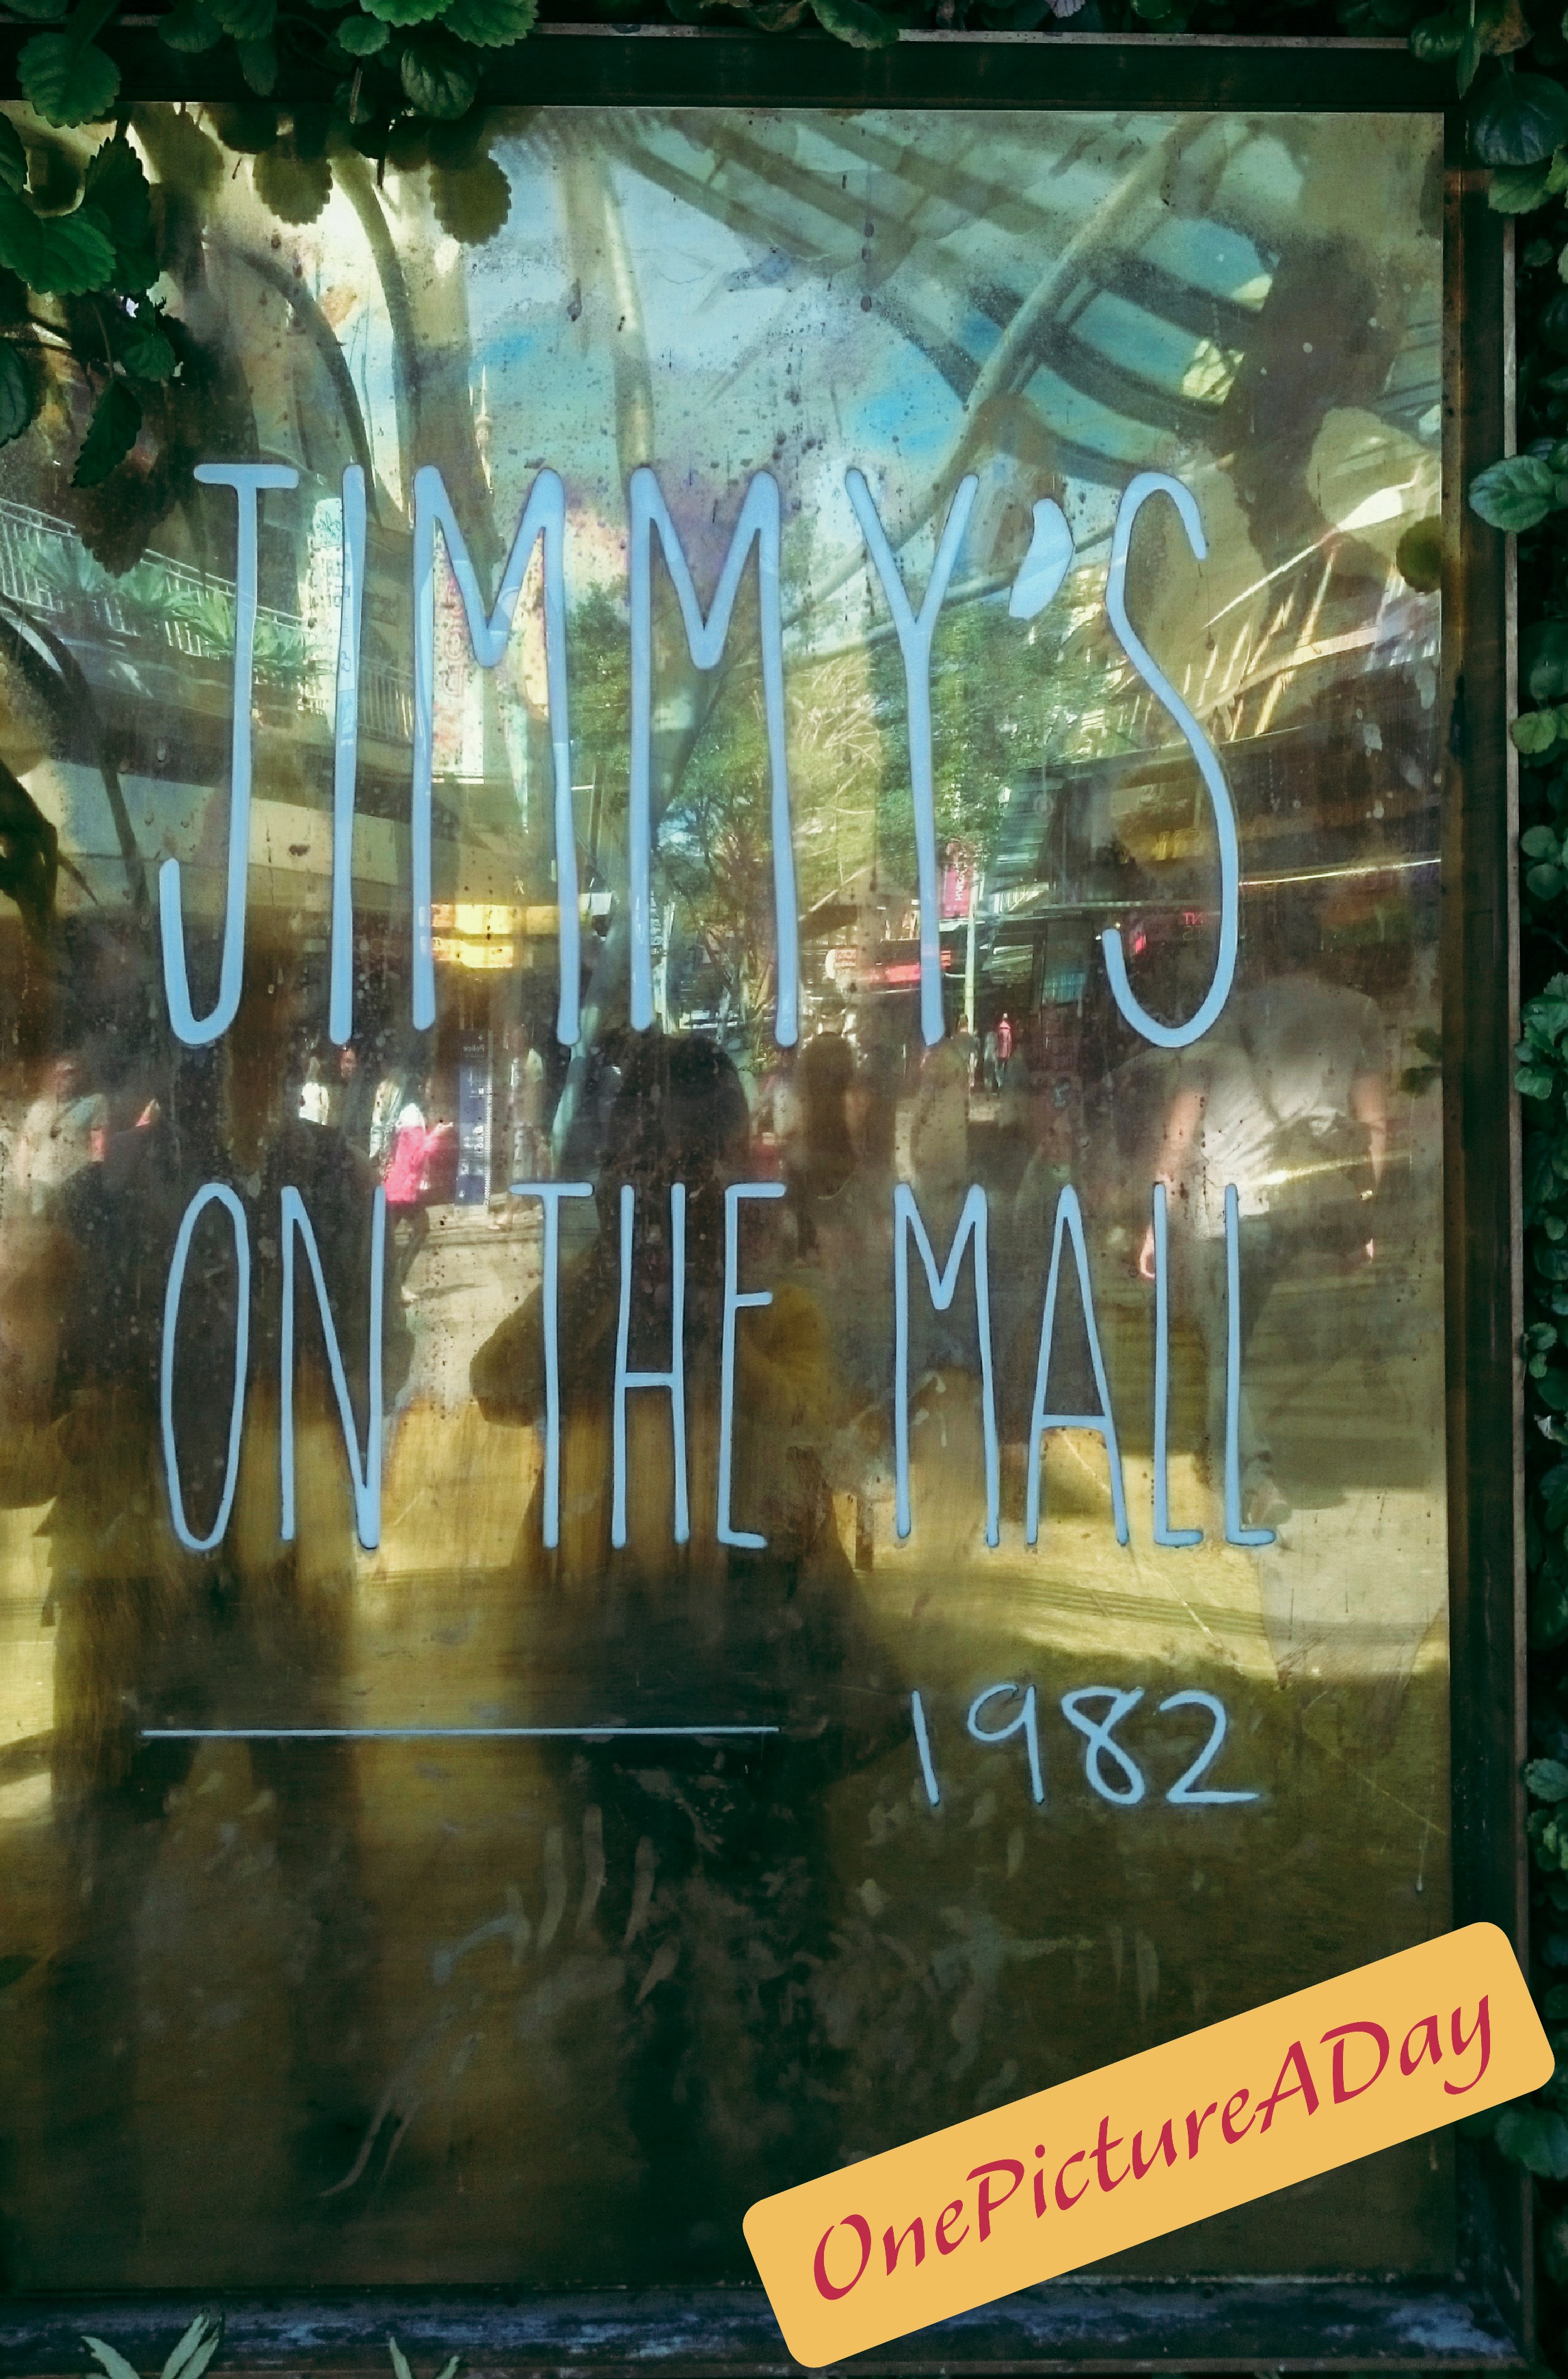 JIMMY'S
ON THE MALL
1982
OnePictureADay